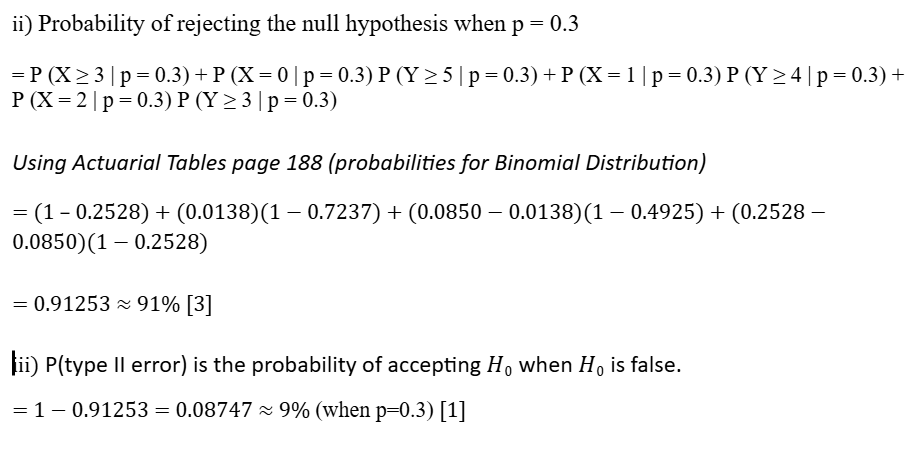 ii) Probability of rejecting the null hypothesis when p = 0.3
= P (X ≥ 3 | p = 0.3) + P (X = 0 | p = 0.3) P (Y ≥ 5 | p = 0.3) + P (X = 1 | p = 0.3) P (Y ≥ 4 | p = 0.3) +
P (X = 2 | p = 0.3) P (Y ≥ 3 | p = 0.3)
Using Actuarial Tables page 188 (probabilities for Binomial Distribution)
= (1 – 0.2528) + (0.0138)(1 − 0.7237) + (0.0850 − 0.0138)(1 − 0.4925) + (0.2528 −
0.0850)(1 − 0.2528)
= 0.91253 ≈ 91% [3]
iii) P(type II error) is the probability of accepting H₀ when H₀ is false.
= 1 − 0.91253 = 0.08747 ≈ 9% (when p=0.3) [1]